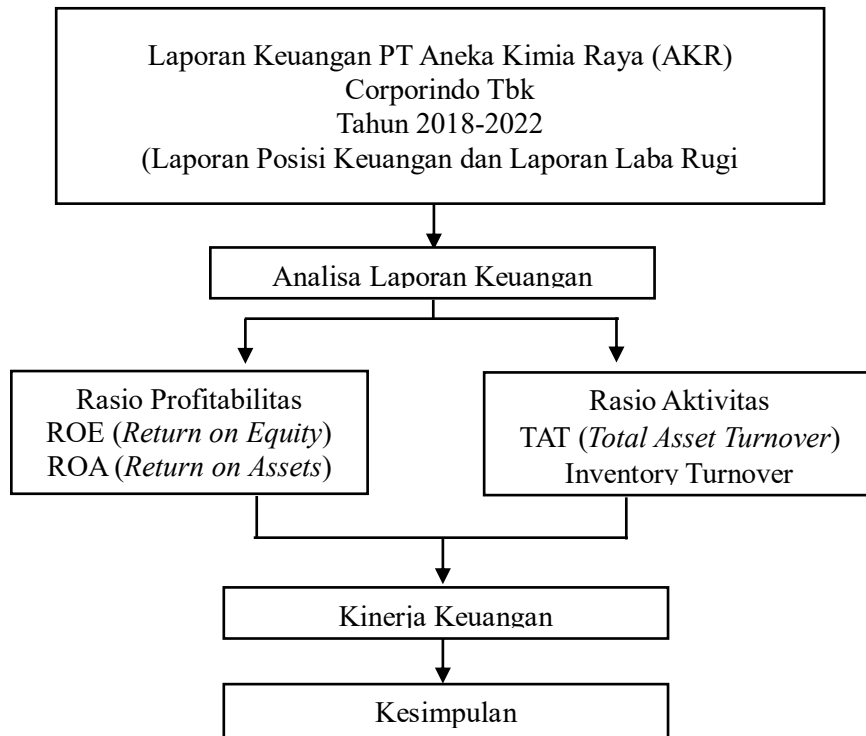 Laporan Keuangan PT Aneka Kimia Raya (AKR)
Corporindo Tbk
Tahun 2018-2022
(Laporan Posisi Keuangan dan Laporan Laba Rugi
Analisa Laporan Keuangan
Rasio Profitabilitas
ROE (Return on Equity)
ROA (Return on Assets)
Rasio Aktivitas
TAT (Total Asset Turnover)
Inventory Turnover
Kinerja Keuangan
Kesimpulan